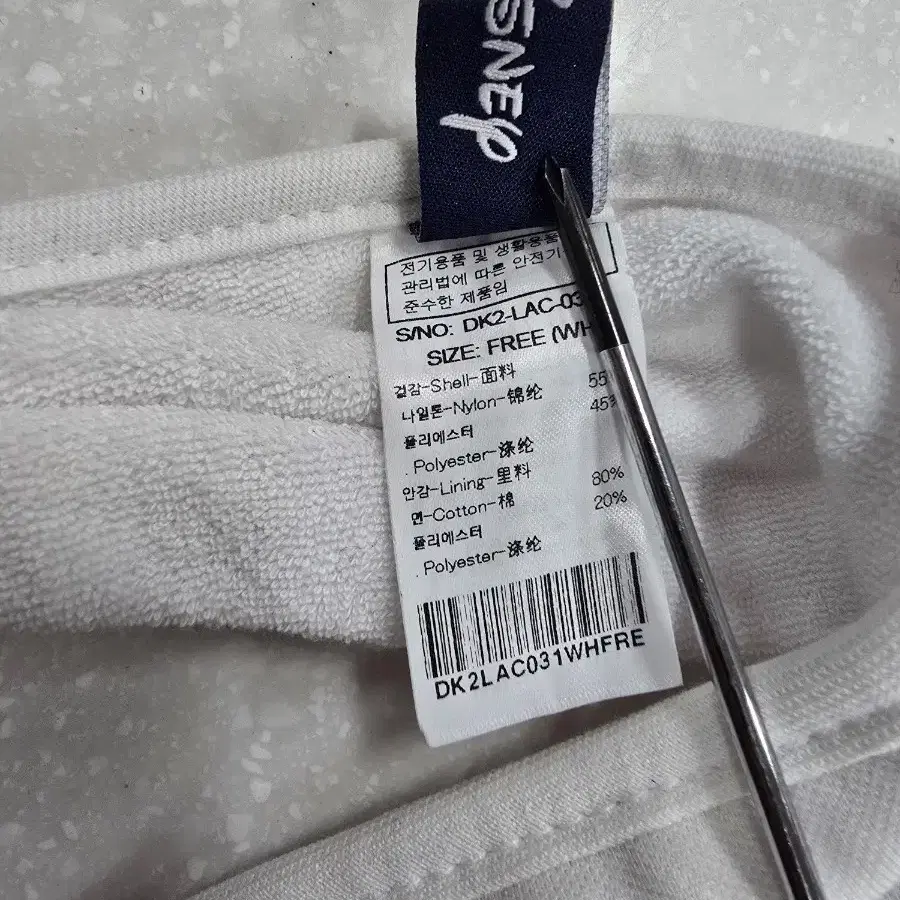 SNEY
전기용품 및 생활용품
관리법에 따른 안전기
준수한 제품임
S/NO: DK2-LAC-03
SIZE: FREE (WH
겉감-Shell-面料
나일론-Nylon-锦纶 55
폴리에스터 45%
. Polyester-涤纶
안감-Lining-里料
면-Cotton-棉 80%
폴리에스터 20%
. Polyester-涤纶
DK2LAC031WHFRE